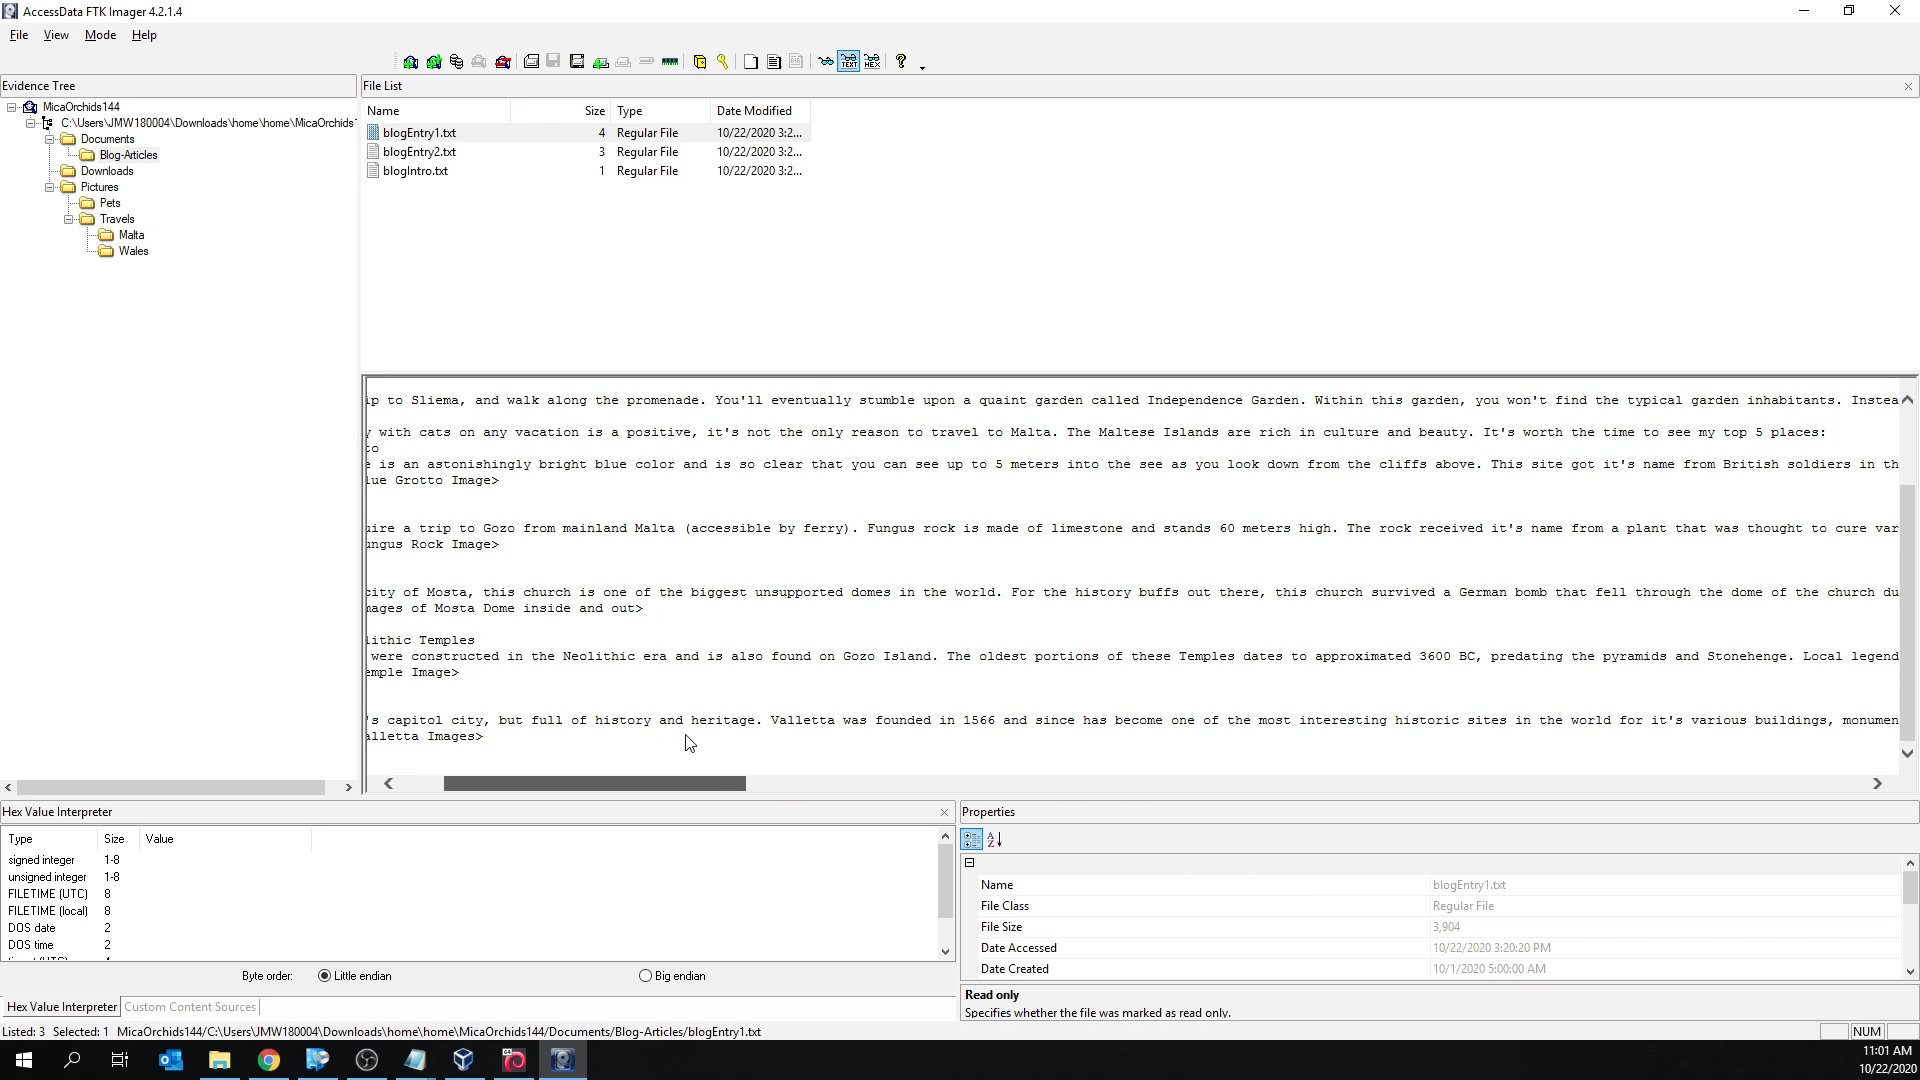 AccessData FTK Imager 4.2.1.4
File View Mode Help
Evidence Tree
MicaOrchids144
C:\Users\JMW180004\Downloads\home\home\MicaOrchids1
Documents
Blog-Articles
Downloads
Pictures
Pets
Travels
Malta
Wales
File List
Name Size Type Date Modified
blogEntry1.txt 4 Regular File 10/22/2020 3:2...
blogEntry2.txt 3 Regular File 10/22/2020 3:2...
blogIntro.txt 1 Regular File 10/22/2020 3:2...
ip to Sliema, and walk along the promenade. You'll eventually stumble upon a quaint garden called Independence Garden. Within this garden, you won't find the typical garden inhabitants. Instea
y with cats on any vacation is a positive, it's not the only reason to travel to Malta. The Maltese Islands are rich in culture and beauty. It's worth the time to see my top 5 places:
to
e is an astonishingly bright blue color and is so clear that you can see up to 5 meters into the see as you look down from the cliffs above. This site got it's name from British soldiers in th
lue Grotto Image>
uire a trip to Gozo from mainland Malta (accessible by ferry). Fungus rock is made of limestone and stands 60 meters high. The rock received it's name from a plant that was thought to cure var
ungus Rock Image>
city of Mosta, this church is one of the biggest unsupported domes in the world. For the history buffs out there, this church survived a German bomb that fell through the dome of the church du
mages of Mosta Dome inside and out>
lithic Temples
were constructed in the Neolithic era and is also found on Gozo Island. The oldest portions of these Temples dates to approximated 3600 BC, predating the pyramids and Stonehenge. Local legend
emple Image>
's capitol city, but full of history and heritage. Valletta was founded in 1566 and since has become one of the most interesting historic sites in the world for it's various buildings, monumen
alletta Images>
Hex Value Interpreter
Type Size Value
signed integer 1-8
unsigned integer 1-8
FILETIME (UTC) 8
FILETIME (local) 8
DOS date 2
DOS time 2
Byte order: Little endian Big endian
Hex Value Interpreter Custom Content Sources
Properties
Name blogEntry1.txt
File Class Regular File
File Size 3,904
Date Accessed 10/22/2020 3:20:20 PM
Date Created 10/1/2020 5:00:00 AM
Read only
Specifies whether the file was marked as read only.
Listed: 3 Selected: 1 MicaOrchids144/C:\Users\JMW180004\Downloads\home\home\MicaOrchids144/Documents/Blog-Articles/blogEntry1.txt
NUM
11:01 AM
10/22/2020